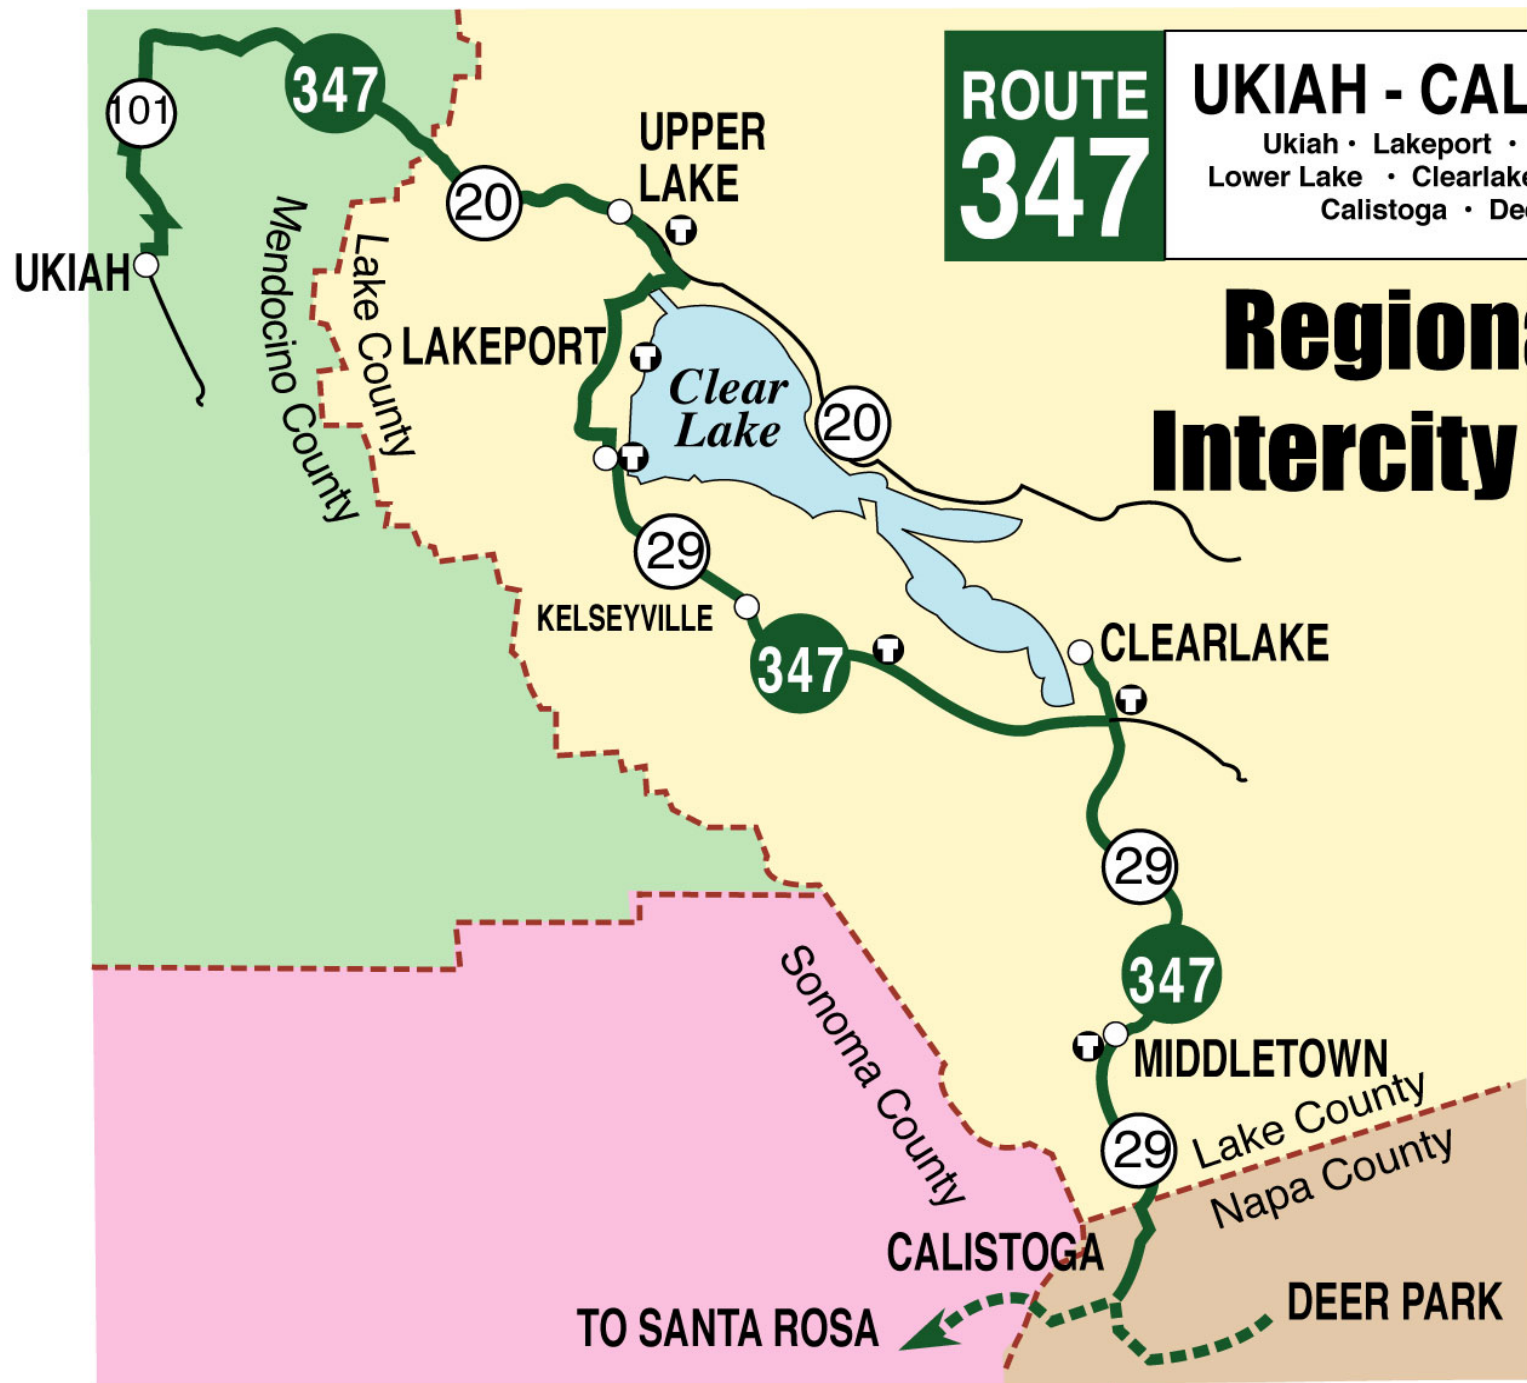 ROUTE
347
UKIAH - CAL
Ukiah • Lakeport •
Lower Lake • Clearlake
Calistoga •
Regiona
Intercity
101
347
UPPER
LAKE
20
T
UKIAH
Mendocino County
Lake County
LAKEPORT
T
Clear
Lake
20
T
29
KELSEYVILLE
347
T
CLEARLAKE
T
29
347
T
MIDDLETOWN
Sonoma County
29
Lake County
Napa County
CALISTOGA
TO SANTA ROSA
DEER PARK